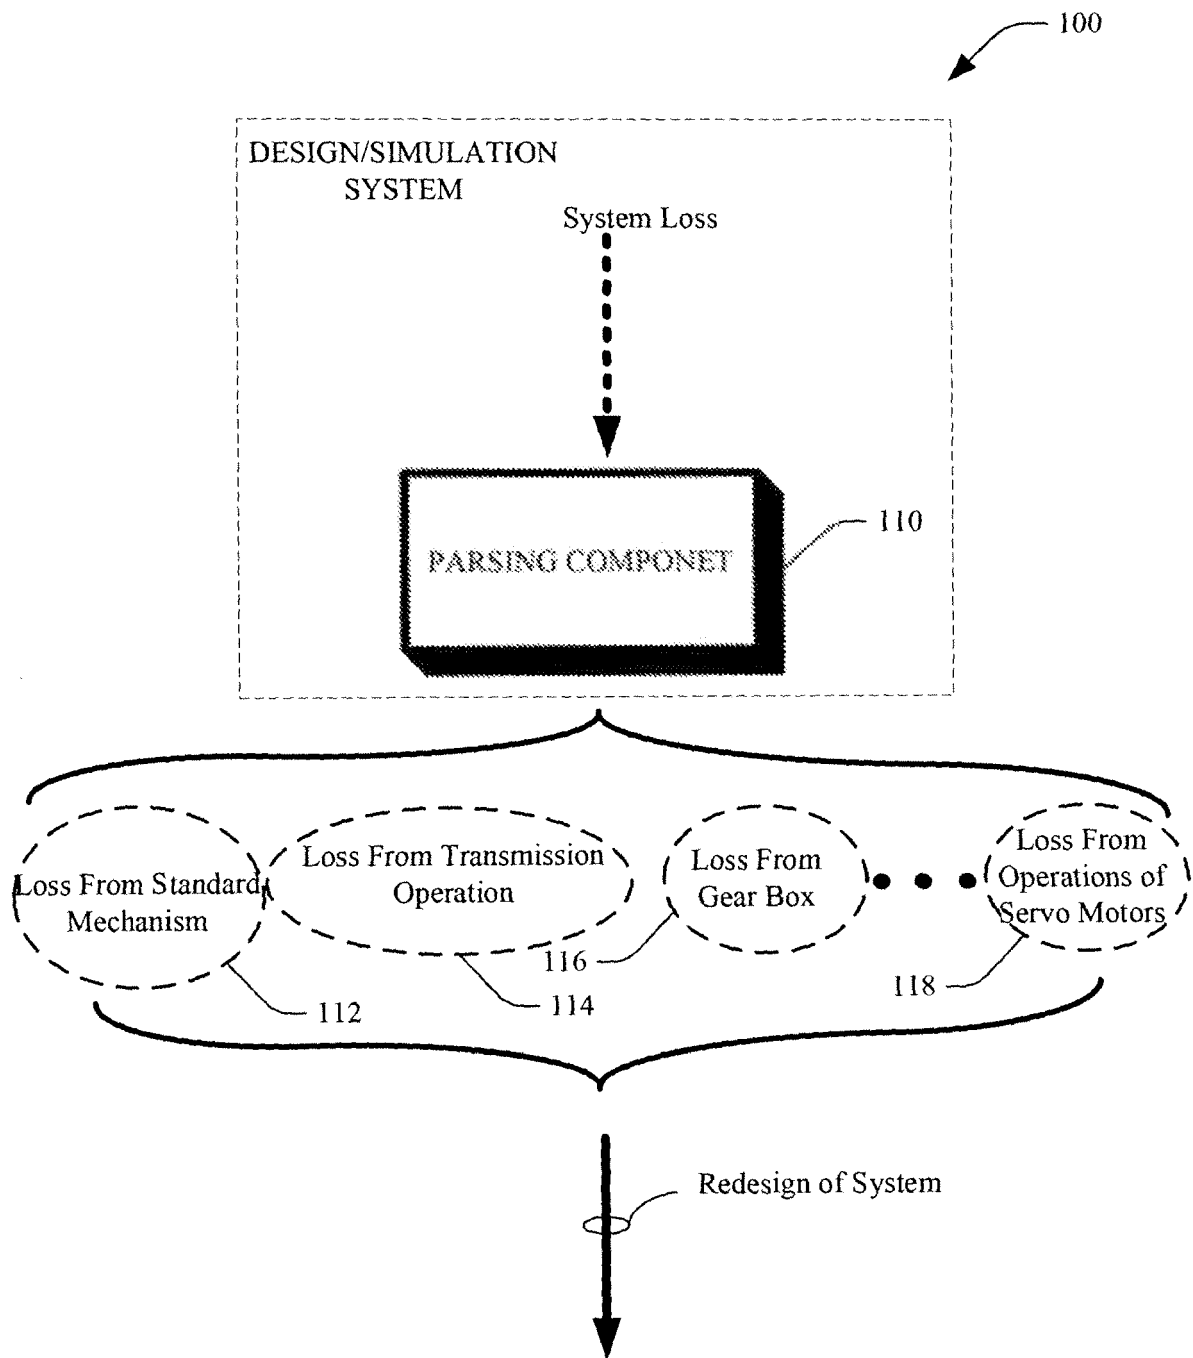 100
DESIGN/SIMULATION
SYSTEM
System Loss
110
PARSING COMPONET
Loss From Standard
Mechanism
Loss From Transmission
Operation
Loss From
Gear Box
Loss From
Operations of
Servo Motors
116
112
114
118
Redesign of System